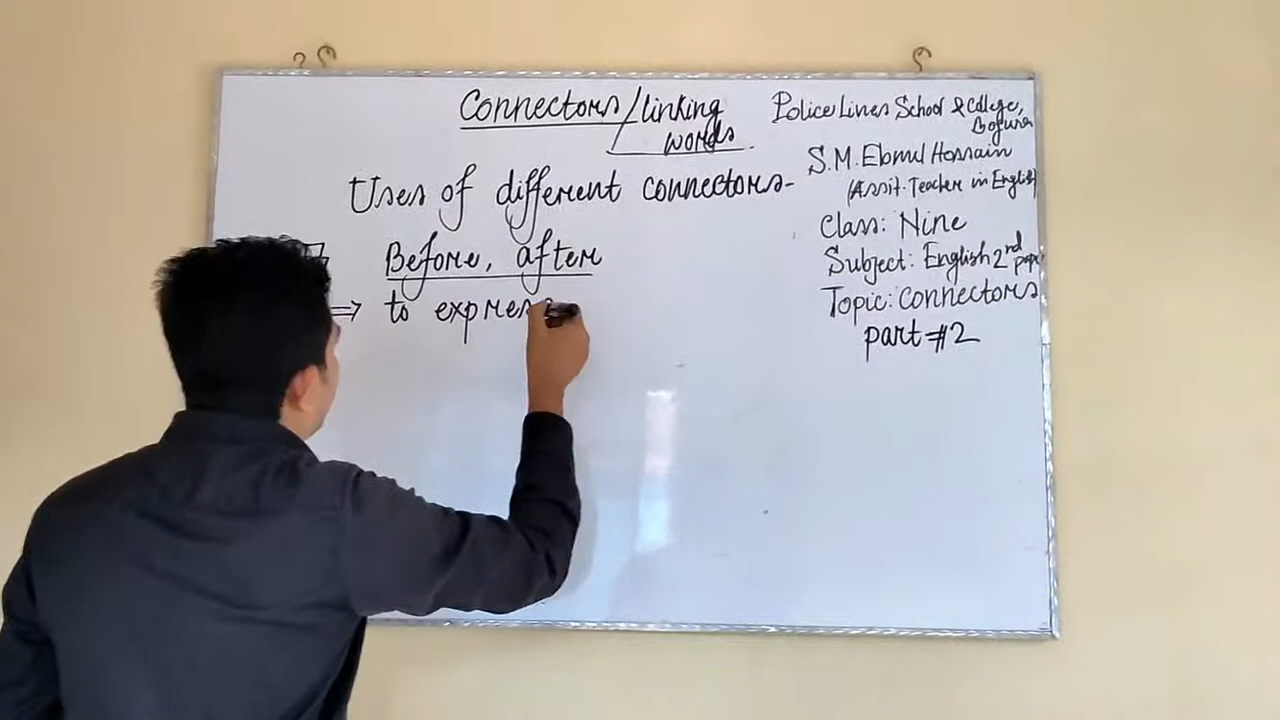 Connectors/linking
words.
Uses of different connectors-
Before, after
⇒ to express
Police Lines School & College,
Bogura
S.M. Ebnul Hossain
(Assit. Teacher in English)
Class: Nine
Subject: English 2nd paper
Topic: Connectors
part #2